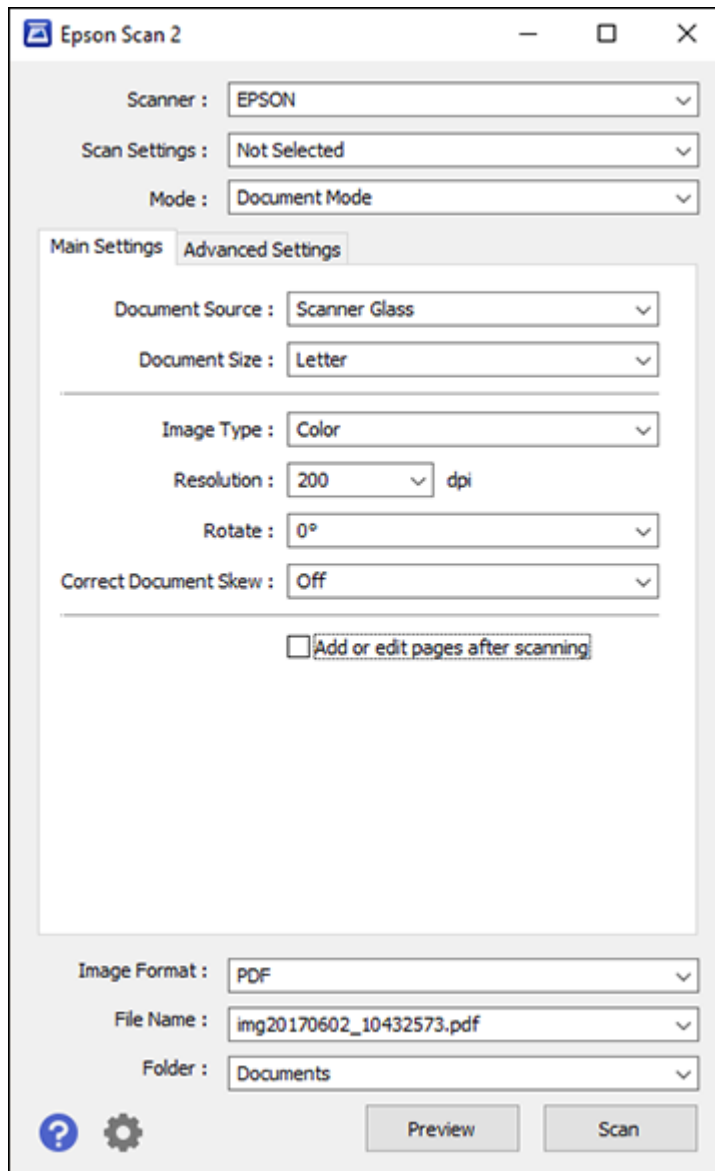 Epson Scan 2
Scanner : EPSON
Scan Settings : Not Selected
Mode : Document Mode
Main Settings Advanced Settings
Document Source : Scanner Glass
Document Size : Letter
Image Type : Color
Resolution : 200 dpi
Rotate : 0°
Correct Document Skew : Off
Add or edit pages after scanning
Image Format : PDF
File Name : img20170602_10432573.pdf
Folder : Documents
? Preview Scan